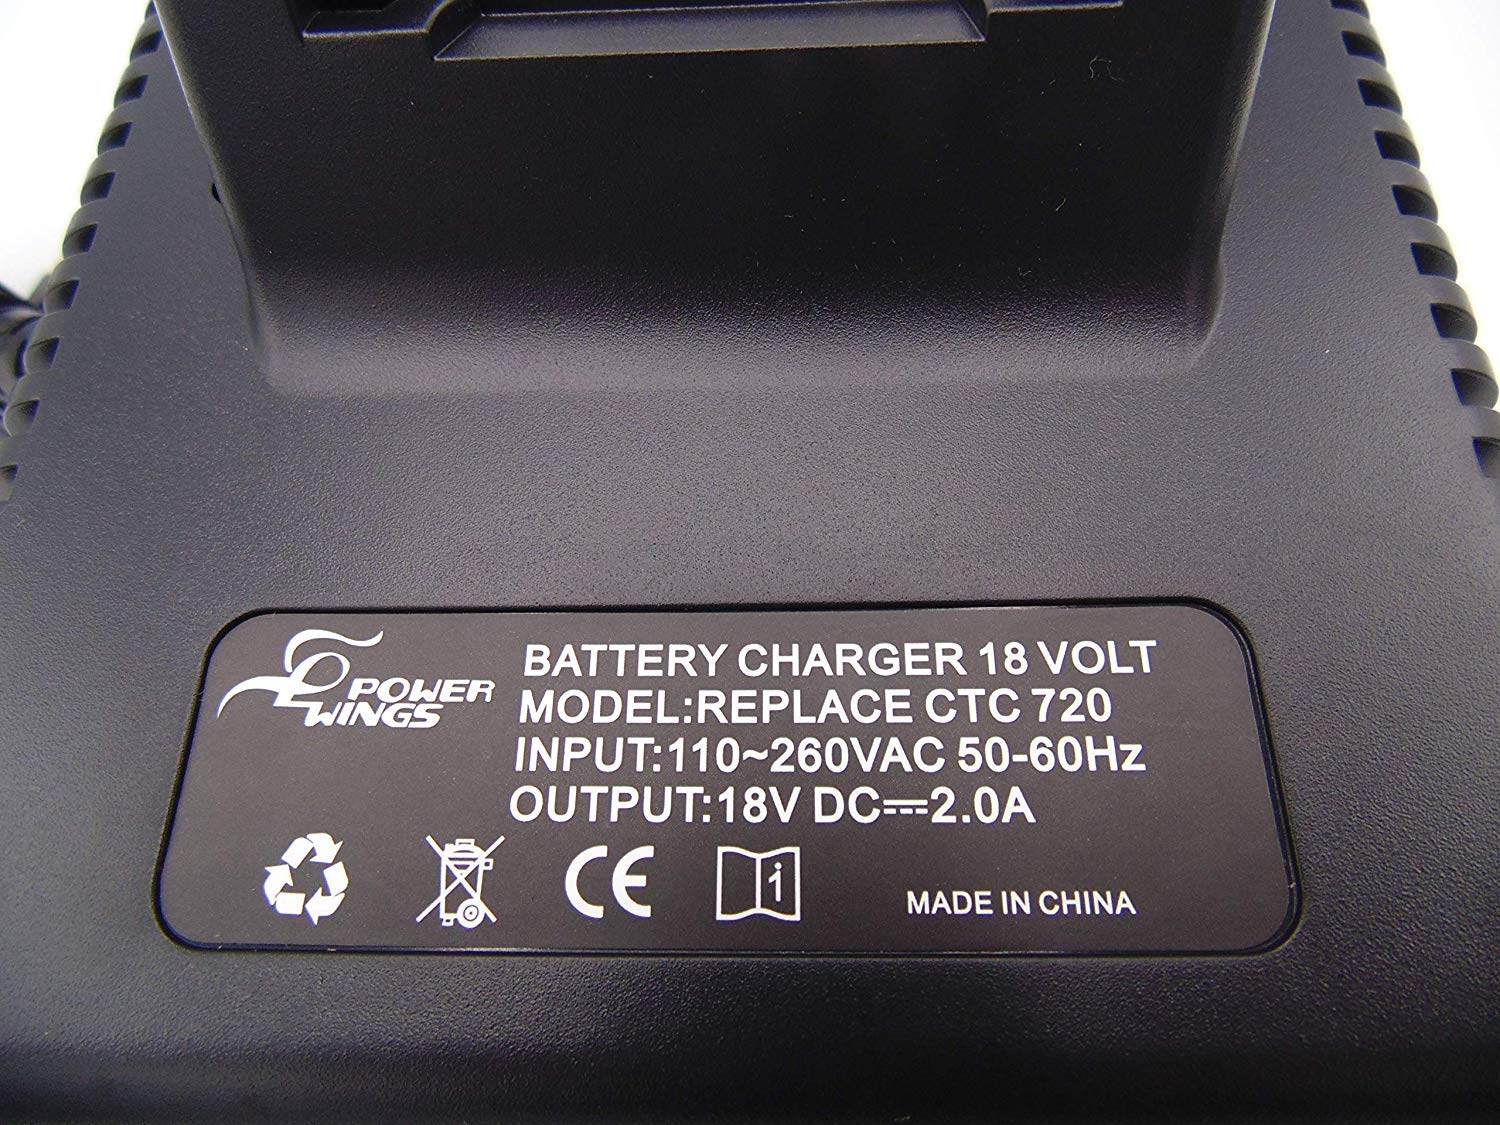 POWER
WINGS
BATTERY CHARGER 18 VOLT
MODEL:REPLACE CTC 720
INPUT:110~260VAC 50-60Hz
OUTPUT:18V DC⎓2.0A
CE
i
MADE IN CHINA